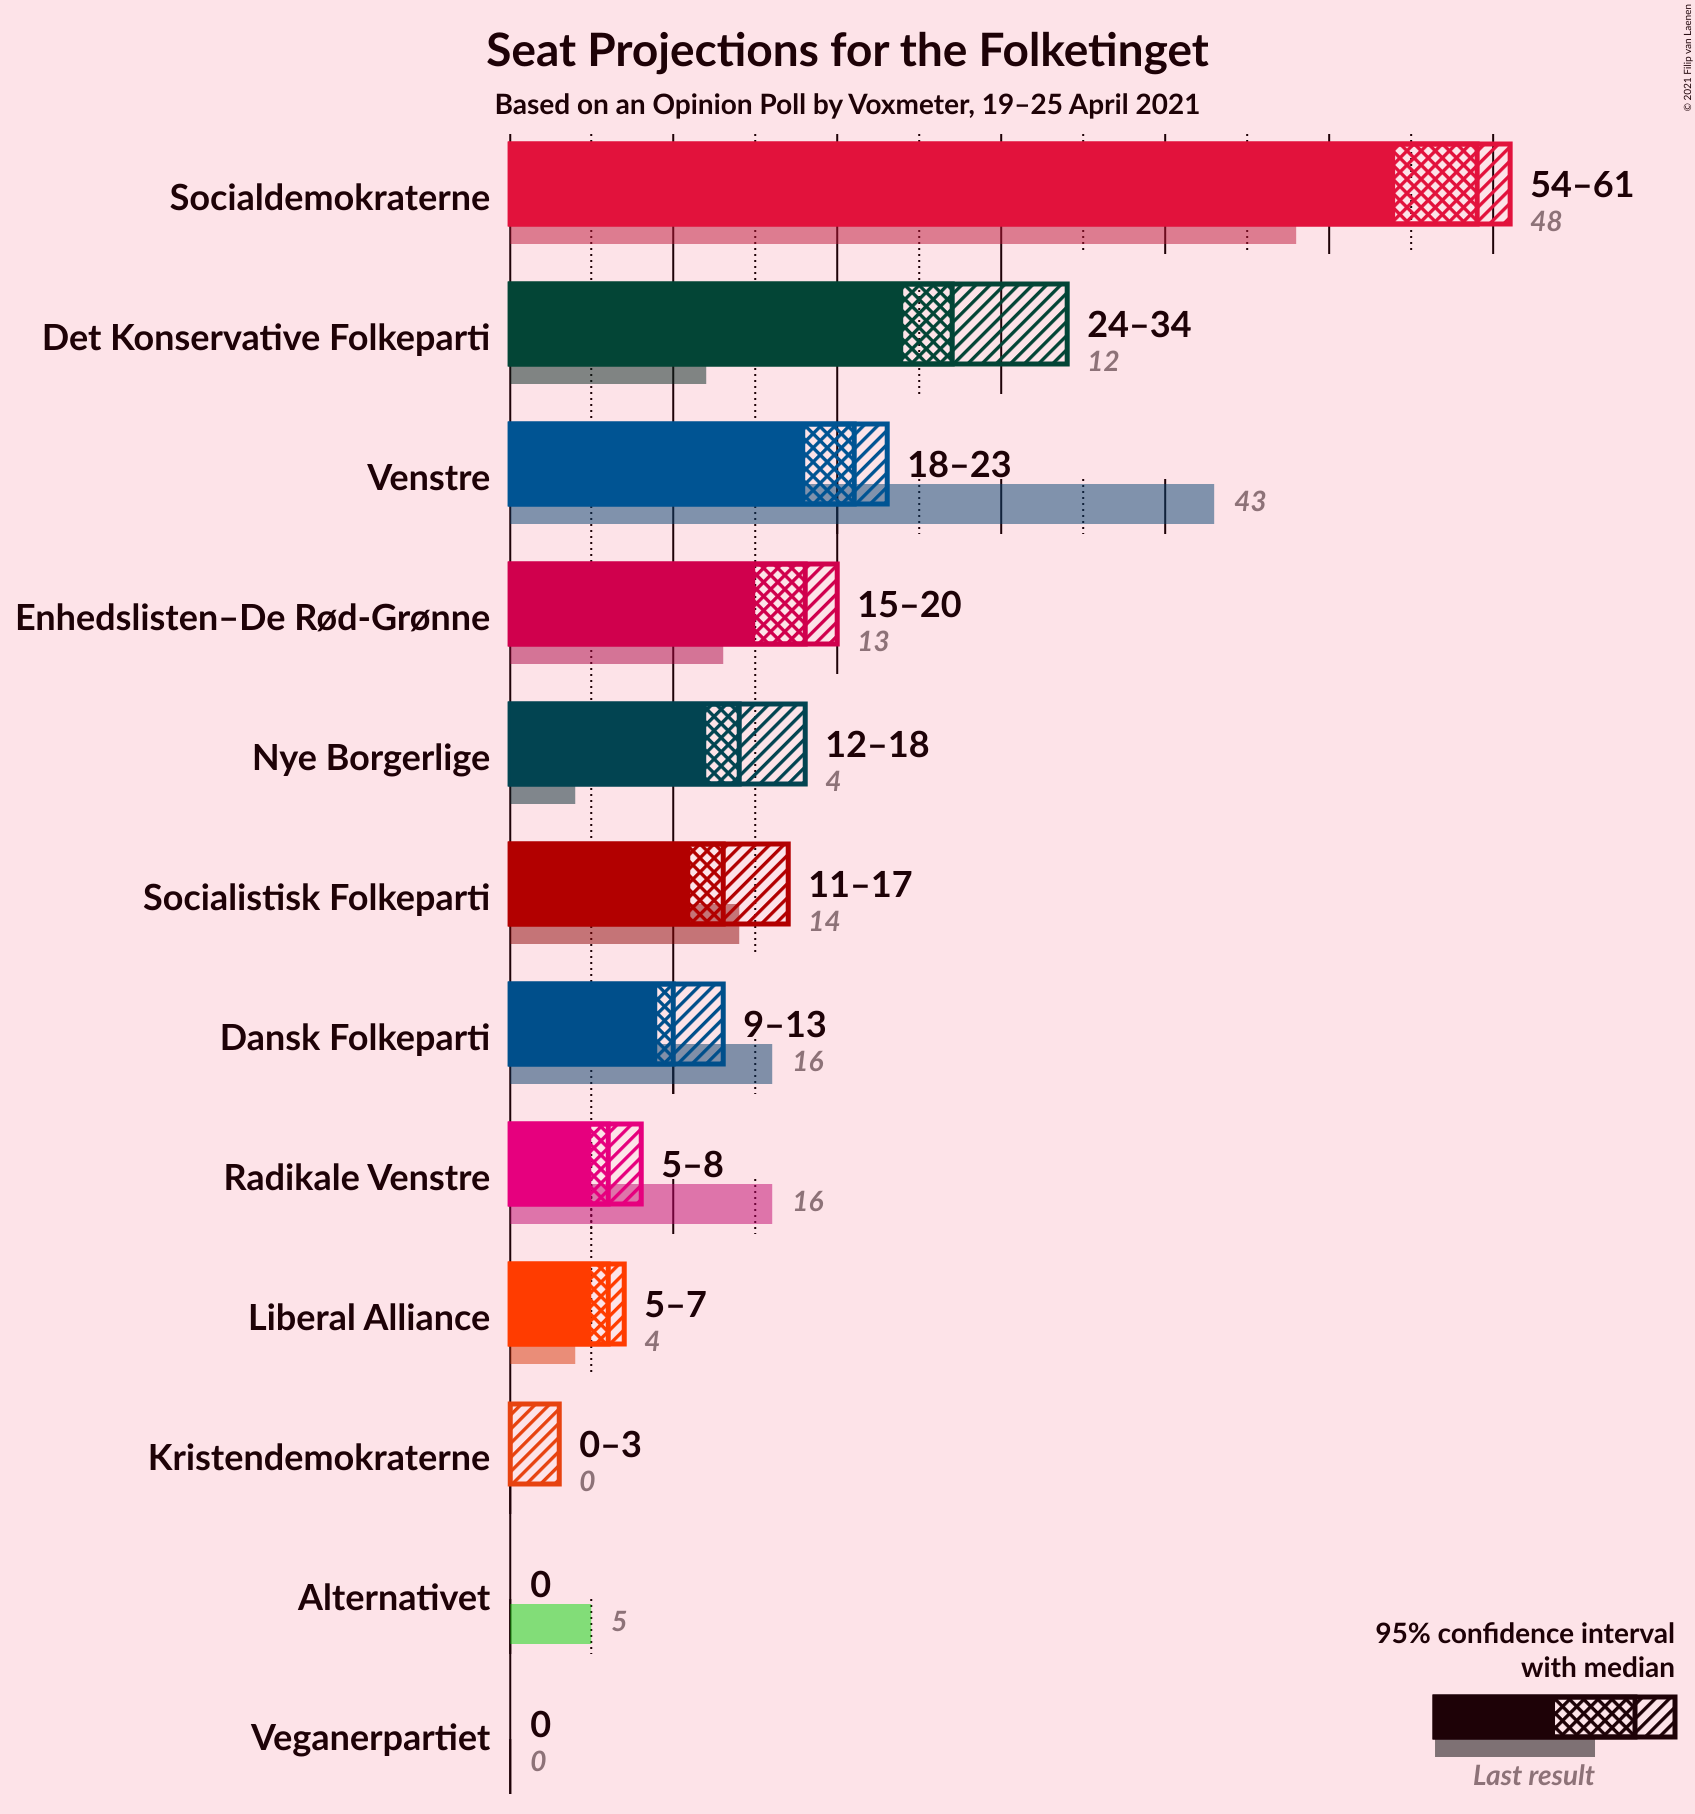 Seat Projections for the Folketinget
Based on an Opinion Poll by Voxmeter, 19–25 April 2021
© 2021 Filip van Laenen
Socialdemokraterne
54–61
48
Det Konservative Folkeparti
24–34
12
Venstre
18–23
43
Enhedslisten–De Rød-Grønne
15–20
13
Nye Borgerlige
12–18
4
Socialistisk Folkeparti
11–17
14
Dansk Folkeparti
9–13
16
Radikale Venstre
5–8
16
Liberal Alliance
5–7
4
Kristendemokraterne
0–3
0
Alternativet
0
5
Veganerpartiet
0
0
95% confidence interval
with median
Last result